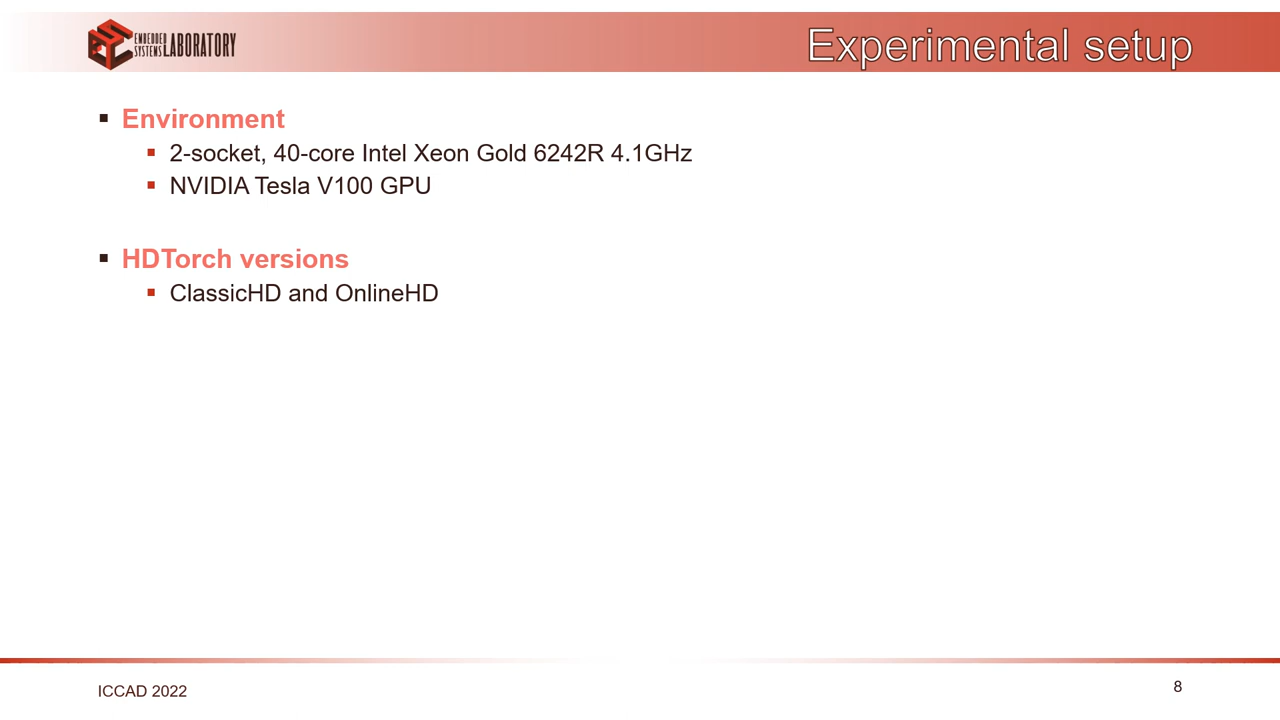 EMBEDDED SYSTEMS LABORATORY
Experimental setup
Environment
2-socket, 40-core Intel Xeon Gold 6242R 4.1GHz
NVIDIA Tesla V100 GPU
HDTorch versions
ClassicHD and OnlineHD
ICCAD 2022
8